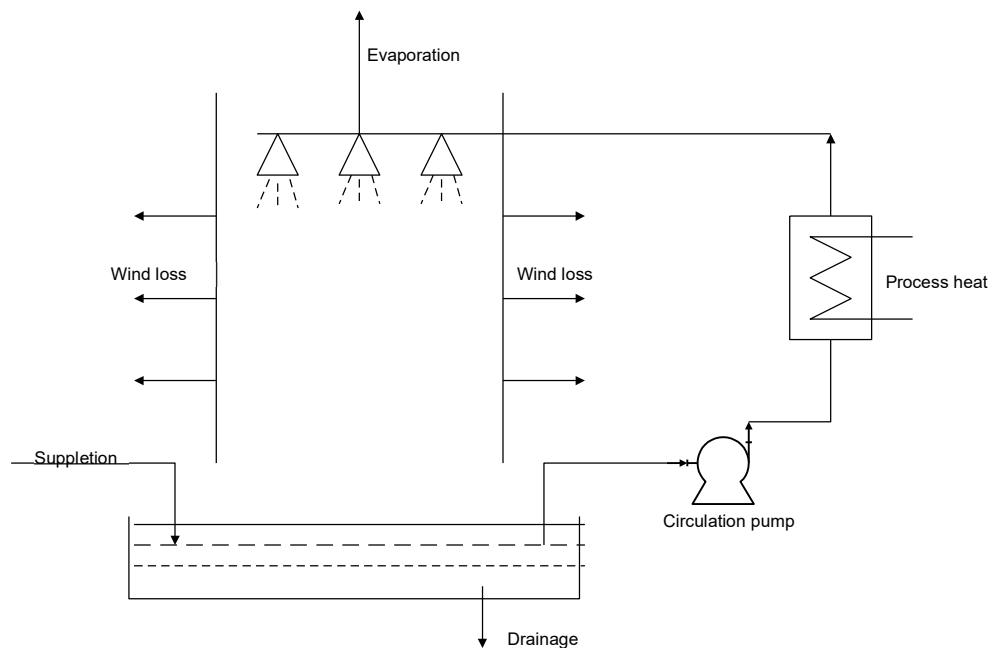 Evaporation
Wind loss
Wind loss
Process heat
Suppletion
Circulation pump
Drainage